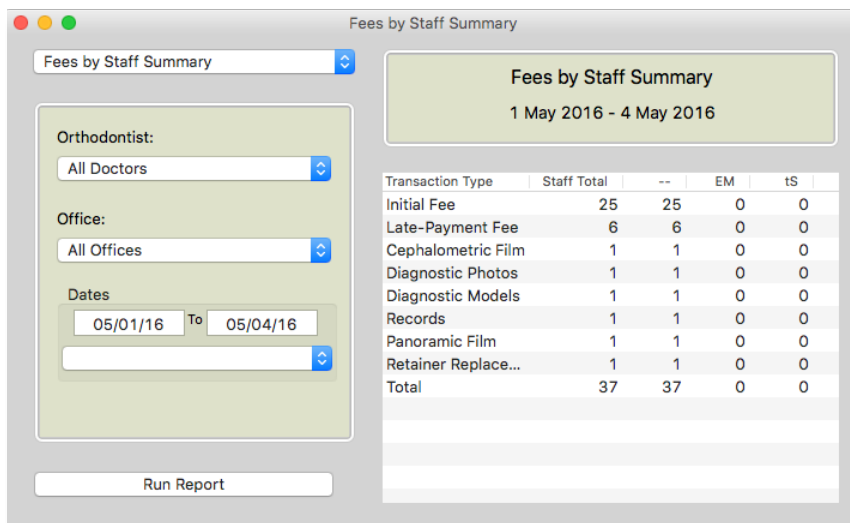 Fees by Staff Summary
Fees by Staff Summary
Orthodontist:
All Doctors
Office:
All Offices
Dates
05/01/16 To 05/04/16
Run Report
Fees by Staff Summary
1 May 2016 - 4 May 2016
Transaction Type Staff Total -- EM tS
Initial Fee 25 25 0 0
Late-Payment Fee 6 6 0 0
Cephalometric Film 1 1 0 0
Diagnostic Photos 1 1 0 0
Diagnostic Models 1 1 0 0
Records 1 1 0 0
Panoramic Film 1 1 0 0
Retainer Replace... 1 1 0 0
Total 37 37 0 0